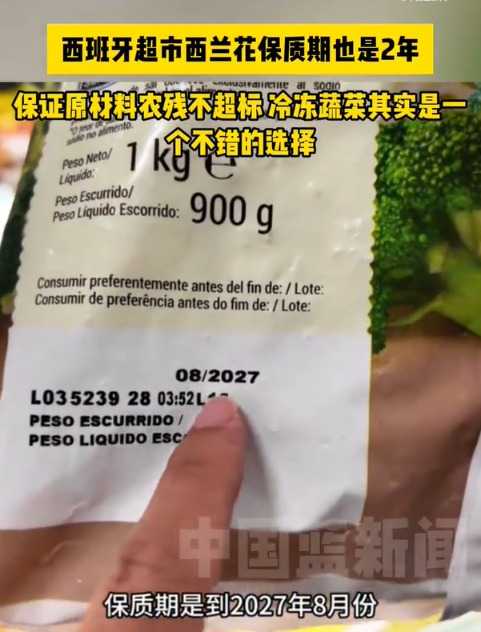 西班牙超市西兰花保质期也是2年
保证原材料农残不超标 冷冻蔬菜其实是一
个不错的选择
Peso Neto/
Líquido:
1 kg e
Peso Escurrido/
Peso Líquido Escorrido: 900 g
Consumir preferentemente antes del fin de: / Lote:
Consumir de preferência antes do fim de: / Lote:
08/2027
L035239 28 03:52
PESO ESCURRIDO /
PESO LIQUIDO
中国蓝新闻
保质期是到2027年8月份